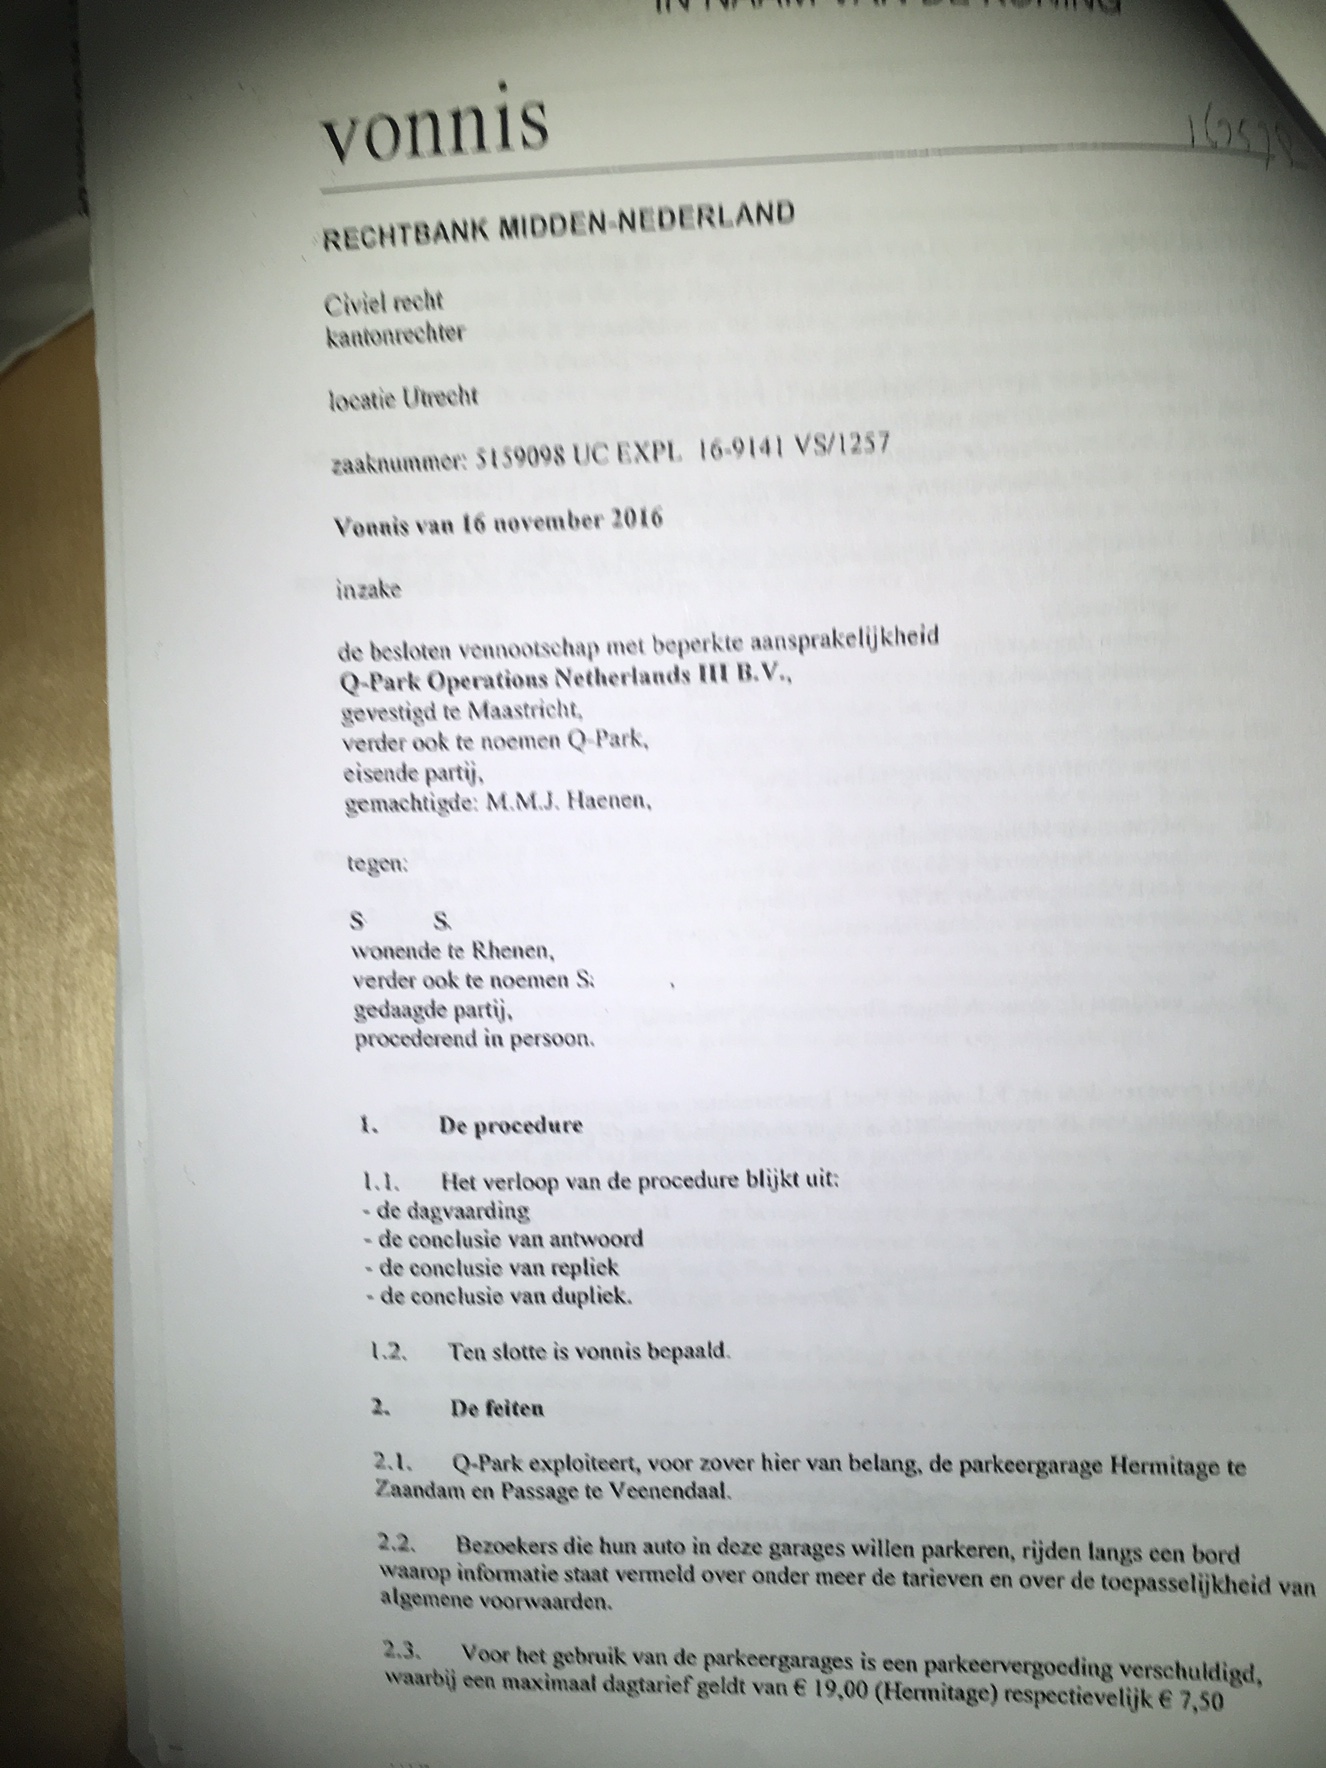 IN NAAM VAN DE KONING
vonnis
RECHTBANK MIDDEN-NEDERLAND
Civiel recht
kantonrechter
locatie Utrecht
zaaknummer: 5159098 UC EXPL 16-9141 VS/1257
Vonnis van 16 november 2016
inzake
de besloten vennootschap met beperkte aansprakelijkheid
Q-Park Operations Netherlands III B.V.,
gevestigd te Maastricht,
verder ook te noemen Q-Park,
eisende partij,
gemachtigde: M.M.J. Haenen,
tegen:
S S.
wonende te Rhenen,
verder ook te noemen S: ,
gedaagde partij,
procederend in persoon.
1. De procedure
1.1. Het verloop van de procedure blijkt uit:
- de dagvaarding
- de conclusie van antwoord
- de conclusie van repliek
- de conclusie van dupliek.
1.2. Ten slotte is vonnis bepaald.
2. De feiten
2.1. Q-Park exploiteert, voor zover hier van belang, de parkeergarage Hermitage te
Zaandam en Passage te Veenendaal.
2.2. Bezoekers die hun auto in deze garages willen parkeren, rijden langs een bord
waarop informatie staat vermeld over onder meer de tarieven en over de toepasselijkheid van
algemene voorwaarden.
2.3. Voor het gebruik van de parkeergarages is een parkeervergoeding verschuldigd,
waarbij een maximaal dagtarief geldt van € 19,00 (Hermitage) respectievelijk € 7,50